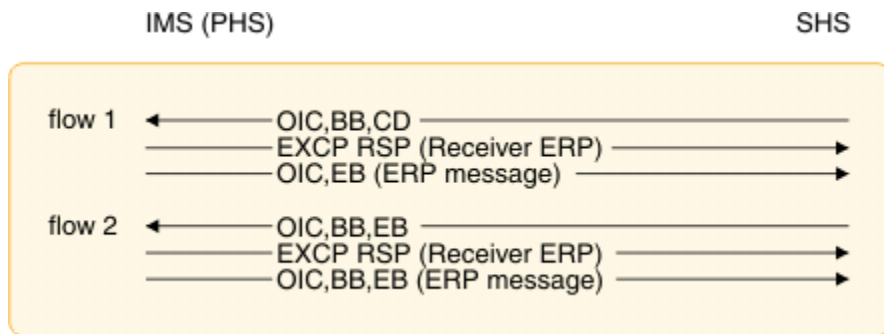 IMS (PHS) SHS
flow 1 OIC,BB,CD
EXCP RSP (Receiver ERP)
OIC,EB (ERP message)
flow 2 OIC,BB,EB
EXCP RSP (Receiver ERP)
OIC,BB,EB (ERP message)